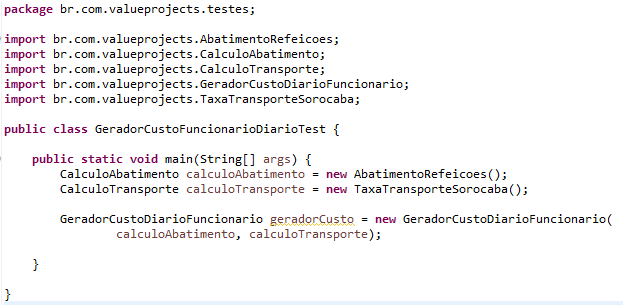 package br.com.valueprojects.testes;
import br.com.valueprojects.AbatimentoRefeicoes;
import br.com.valueprojects.CalculoAbatimento;
import br.com.valueprojects.CalculoTransporte;
import br.com.valueprojects.GeradorCustoDiarioFuncionario;
import br.com.valueprojects.TaxaTransporteSorocaba;
public class GeradorCustoFuncionarioDiarioTest {
public static void main(String[] args) {
CalculoAbatimento calculoAbatimento = new AbatimentoRefeicoes();
CalculoTransporte calculoTransporte = new TaxaTransporteSorocaba();
GeradorCustoDiarioFuncionario geradorCusto = new GeradorCustoDiarioFuncionario(
calculoAbatimento, calculoTransporte);
}
}